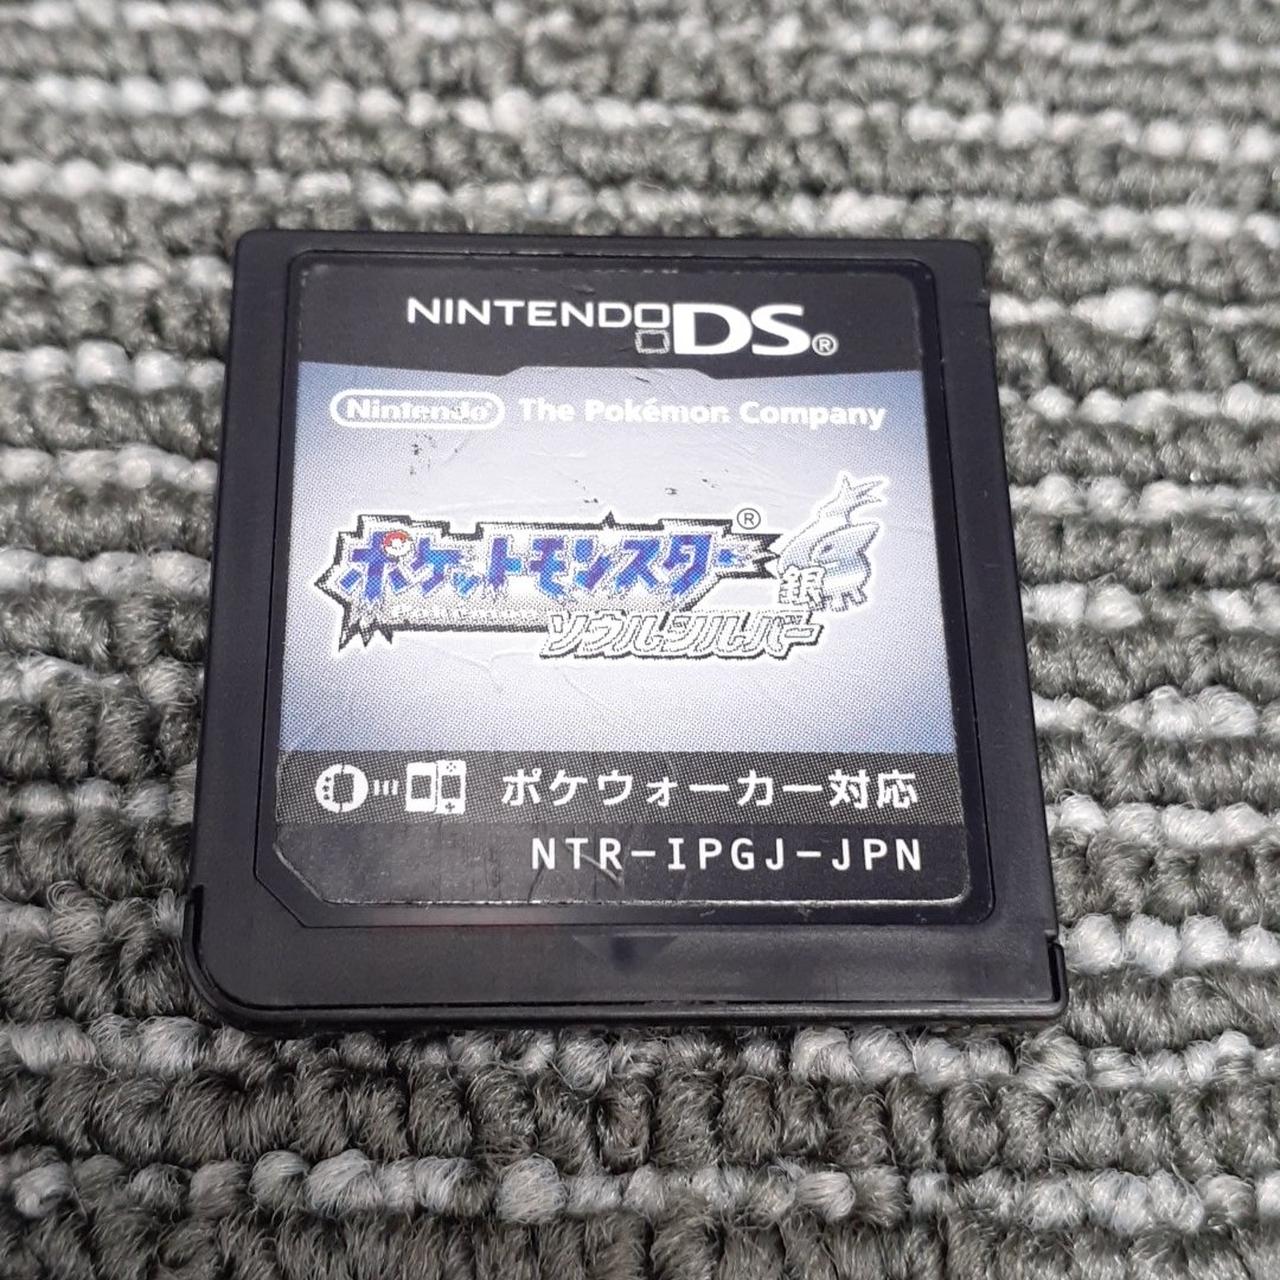 NINTENDO DS®
Nintendo® The Pokémon Company
ポケットモンスター®
POKéMON
銀
ソウルシルバー
ポケウォーカー対応
NTR-IPGJ-JPN